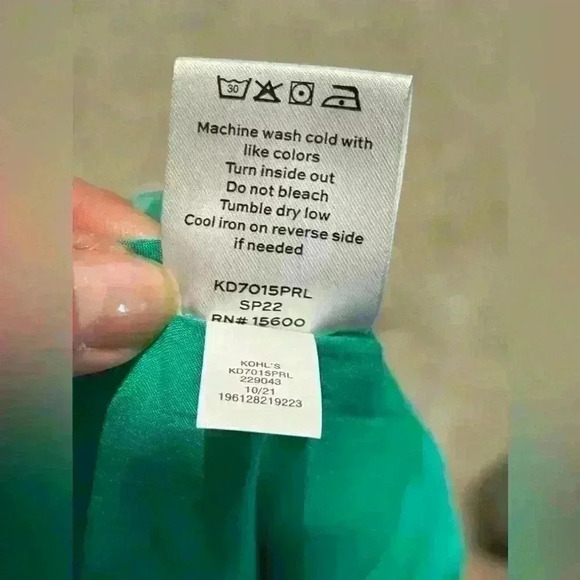 30
Machine wash cold with
like colors
Turn inside out
Do not bleach
Tumble dry low
Cool iron on reverse side
if needed
KD7015PRL
SP22
RN# 15600
KOHL'S
KD7015PRL
229043
10/21
196128219223